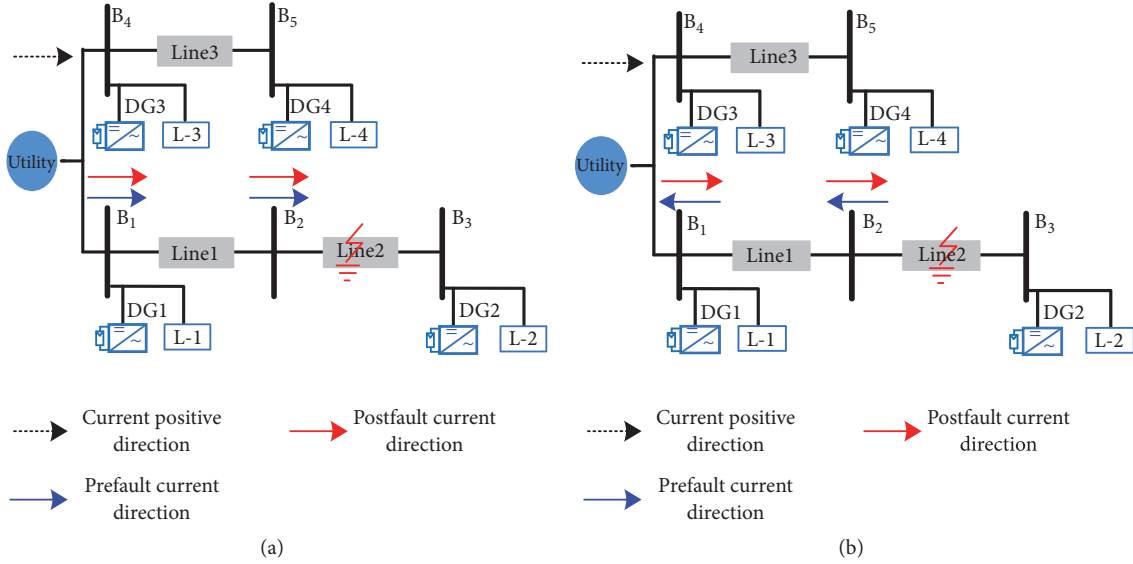 B4
B5
Line3
DG3
DG4
=
~
L-3
=
~
L-4
Utility
B1
B2
B3
Line1
Line2
DG1
DG2
=
~
L-1
=
~
L-2
Current positive
direction
Postfault current
direction
Prefault current
direction
(a)
B4
B5
Line3
DG3
DG4
=
~
L-3
=
~
L-4
Utility
B1
B2
B3
Line1
Line2
DG1
DG2
=
~
L-1
=
~
L-2
Current positive
direction
Postfault current
direction
Prefault current
direction
(b)